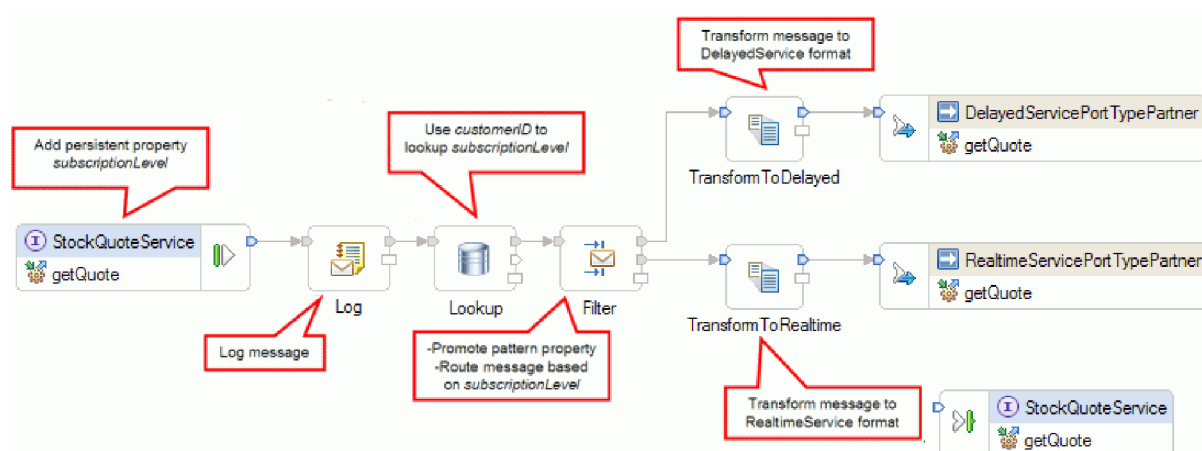 Transform message to
DelayedService format
DelayedServicePortTypePartner
getQuote
TransformToDelayed
Add persistent property
subscriptionLevel
Use customerID to
lookup subscriptionLevel
StockQuoteService
getQuote
Log
Lookup
Filter
RealtimeServicePortTypePartner
getQuote
TransformToRealtime
Log message
-Promote pattern property
-Route message based
on subscriptionLevel
Transform message to
RealtimeService format
StockQuoteService
getQuote